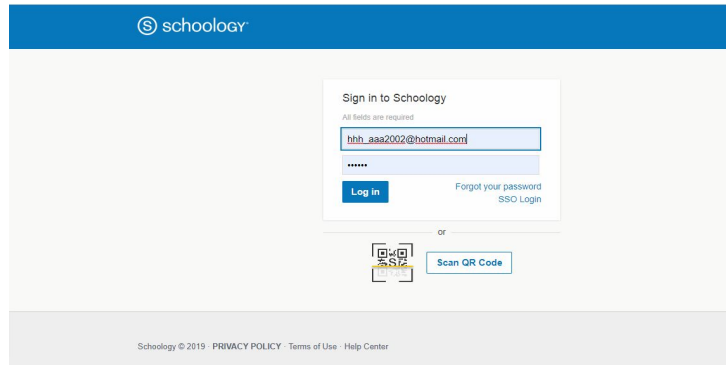 schoology
Sign in to Schoology
All fields are required
hhh_aaa2002@hotmail.com
••••••
Log in
Forgot your password
SSO Login
or
Scan QR Code
Schoology © 2019 · PRIVACY POLICY · Terms of Use · Help Center